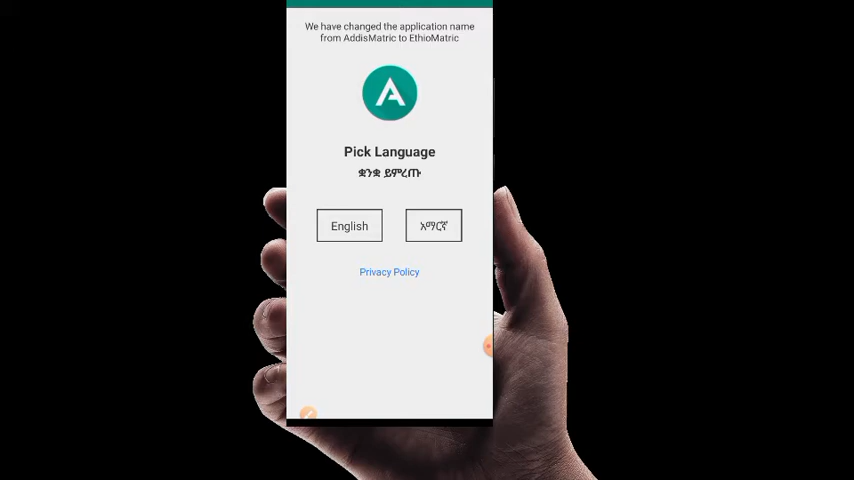 We have changed the application name
from AddisMatric to EthioMatric
Pick Language
ቋንቋ ይምረጡ
English
አማርኛ
Privacy Policy